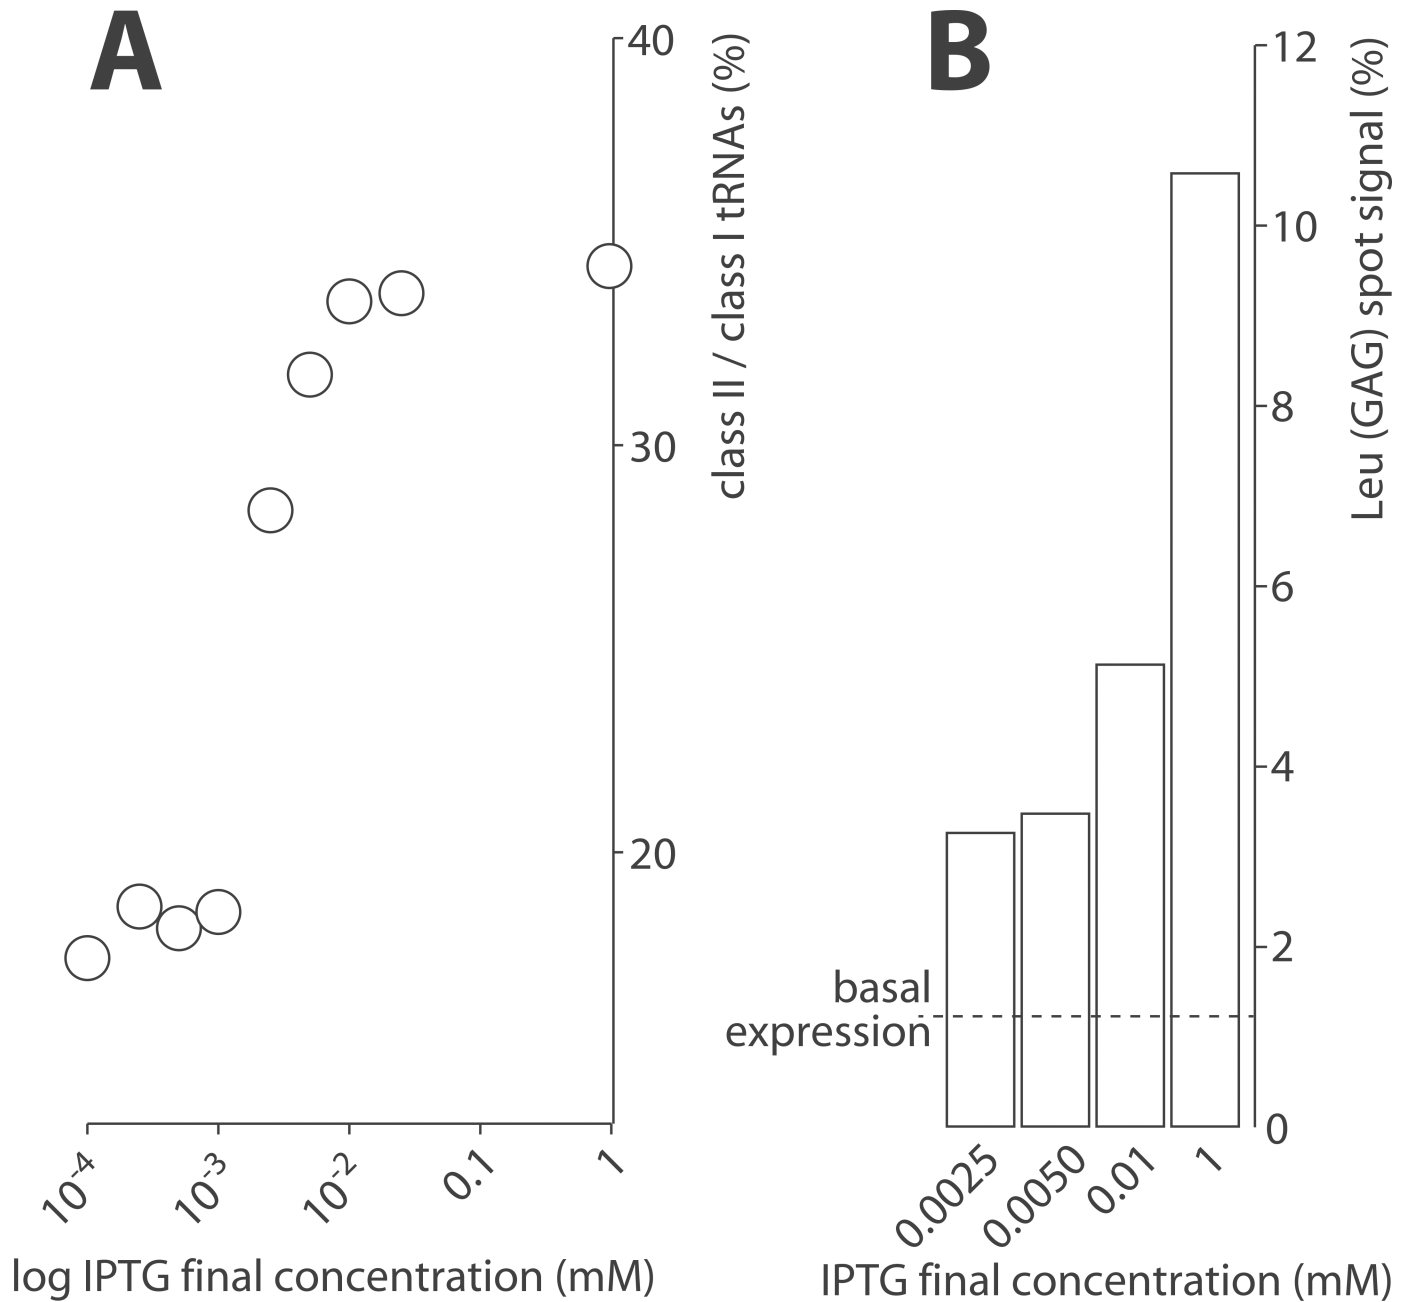 A
40
30
20
class II / class I tRNAs (%)
10-4
10-3
10-2
0.1
1
log IPTG final concentration (mM)
B
12
10
8
6
4
2
0
Leu (GAG) spot signal (%)
basal
expression
0.0025
0.0050
0.01
1
IPTG final concentration (mM)